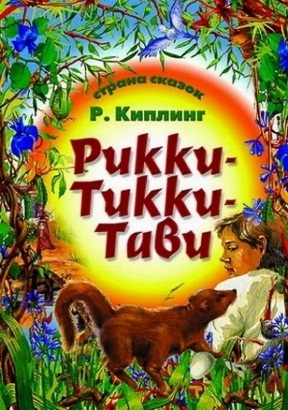 страна сказок
Р. Киплинг
Рикки-
Тикки-
Тави